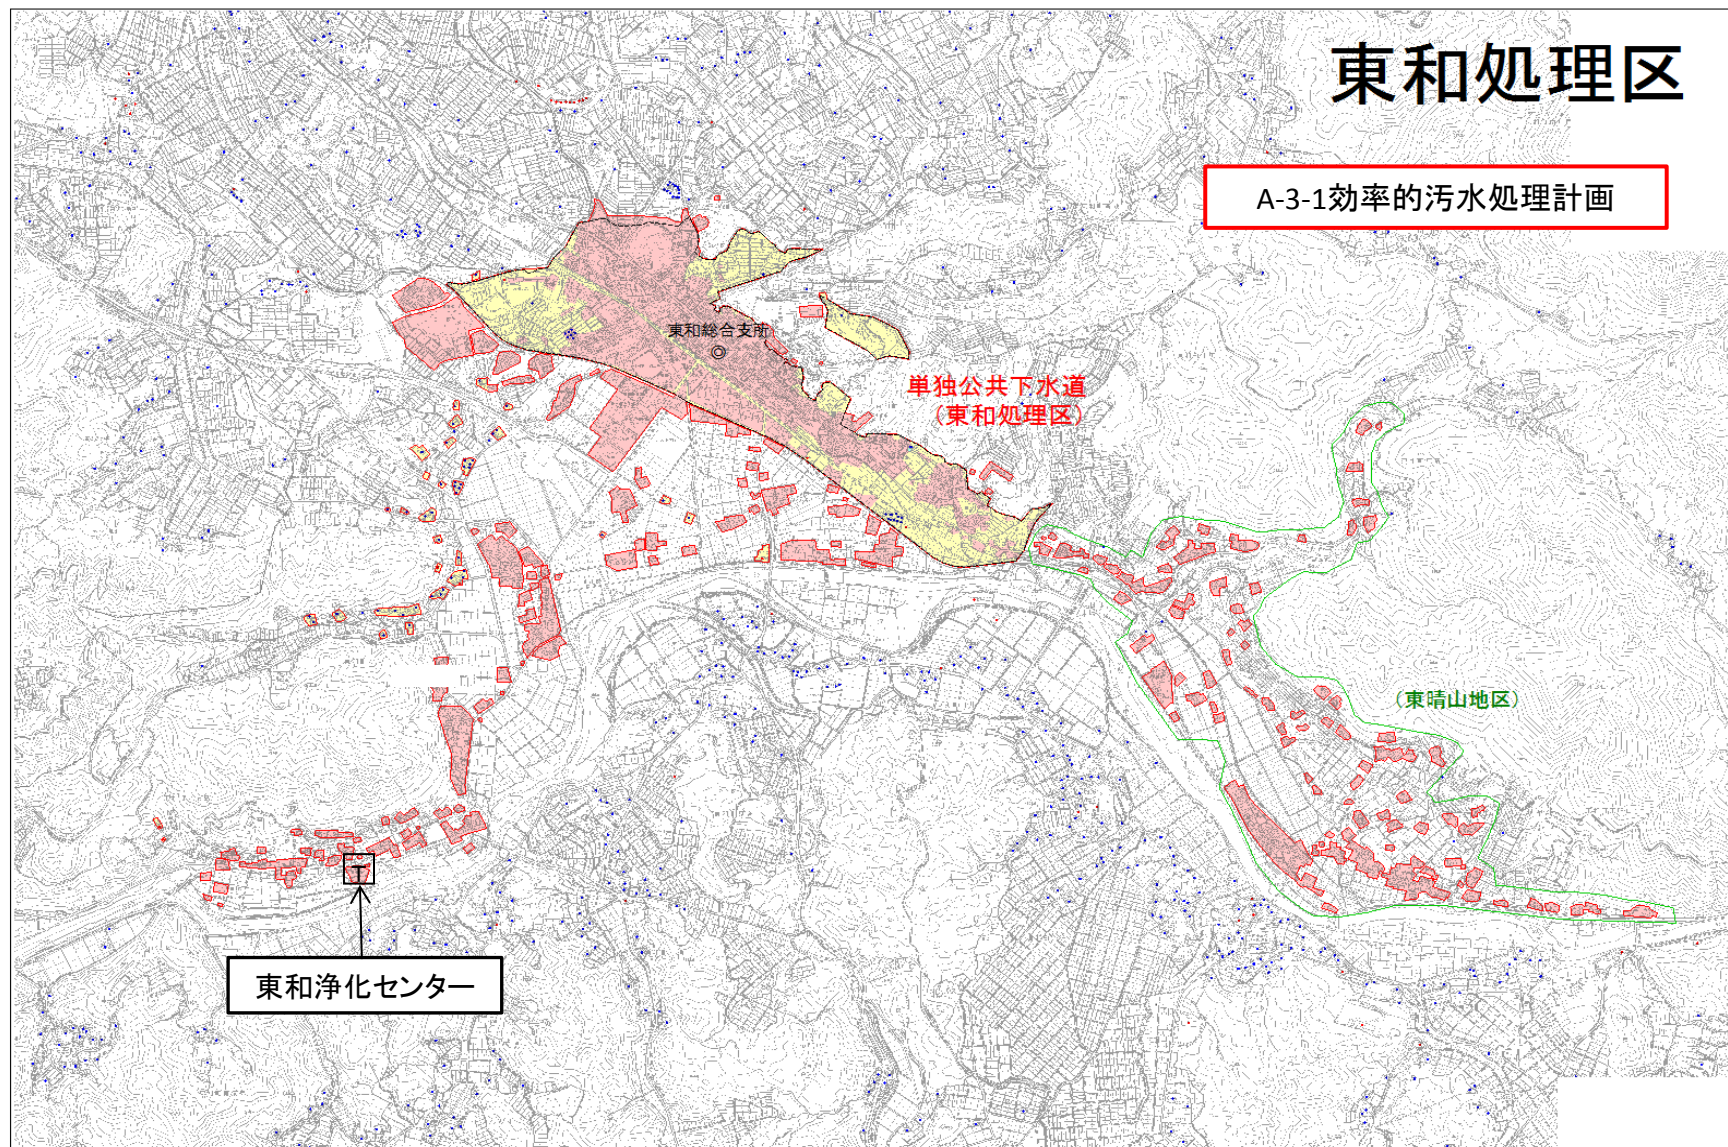 東和処理区
A-3-1効率的汚水処理計画
東和総合支所
単独公共下水道
（東和処理区）
（東晴山地区）
T
東和浄化センター